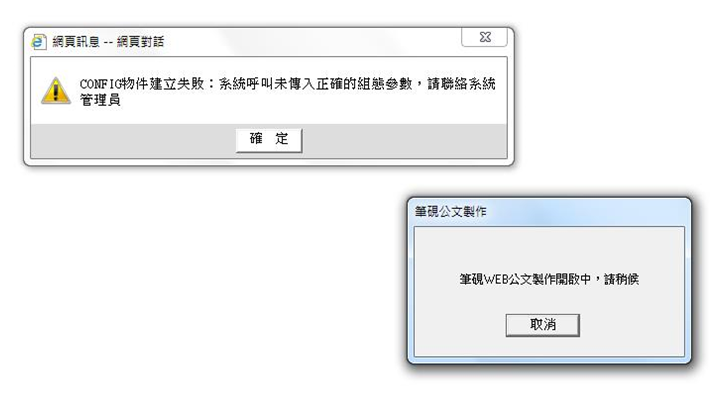 網頁訊息 -- 網頁對話
CONFIG物件建立失敗：系統呼叫未傳入正確的組態參數，請聯絡系統
管理員
確 定
筆硯公文製作
筆硯WEB公文製作開啟中，請稍候
取消